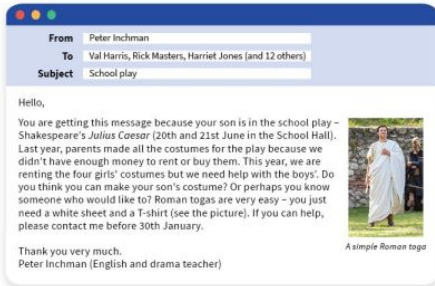 From Peter Inchman
To Val Harris, Rick Masters, Harriet Jones (and 12 others)
Subject School play
Hello,
You are getting this message because your son is in the school play –
Shakespeare's Julius Caesar (20th and 21st June in the School Hall).
Last year, parents made all the costumes for the play because we
didn't have enough money to rent or buy them. This year, we are
renting the four girls' costumes but we need help with the boys'. Do
you think you can make your son's costume? Or perhaps you know
someone who would like to? Roman togas are very easy – you just
need a white sheet and a T-shirt (see the picture). If you can help,
please contact me before 30th January.
A simple Roman toga
Thank you very much.
Peter Inchman (English and drama teacher)